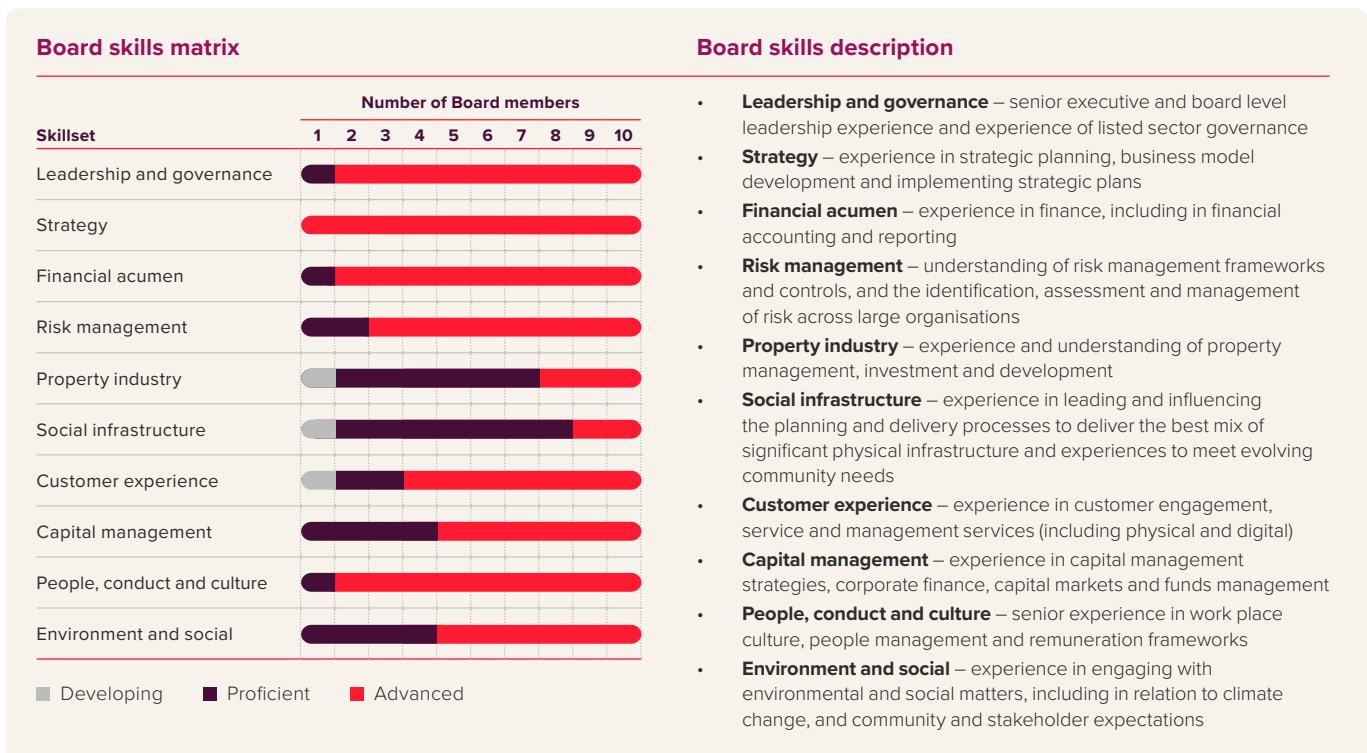 Board skills matrix
Number of Board members
Skillset 1 2 3 4 5 6 7 8 9 10
Leadership and governance
Strategy
Financial acumen
Risk management
Property industry
Social infrastructure
Customer experience
Capital management
People, conduct and culture
Environment and social
Developing Proficient Advanced
Board skills description
• Leadership and governance – senior executive and board level
leadership experience and experience of listed sector governance
• Strategy – experience in strategic planning, business model
development and implementing strategic plans
• Financial acumen – experience in finance, including in financial
accounting and reporting
• Risk management – understanding of risk management frameworks
and controls, and the identification, assessment and management
of risk across large organisations
• Property industry – experience and understanding of property
management, investment and development
• Social infrastructure – experience in leading and influencing
the planning and delivery processes to deliver the best mix of
significant physical infrastructure and experiences to meet evolving
community needs
• Customer experience – experience in customer engagement,
service and management services (including physical and digital)
• Capital management – experience in capital management
strategies, corporate finance, capital markets and funds management
• People, conduct and culture – senior experience in work place
culture, people management and remuneration frameworks
• Environment and social – experience in engaging with
environmental and social matters, including in relation to climate
change, and community and stakeholder expectations